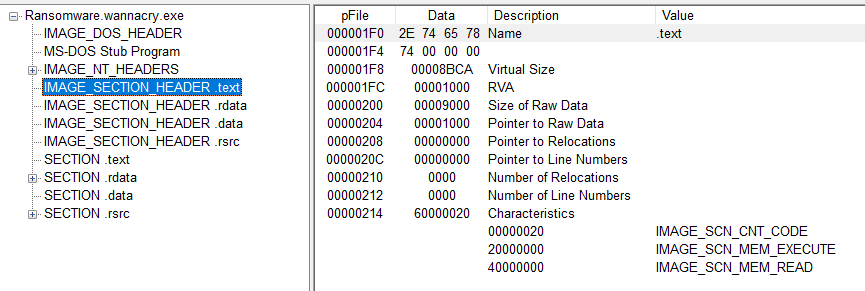 Ransomware.wannacry.exe
IMAGE_DOS_HEADER
MS-DOS Stub Program
IMAGE_NT_HEADERS
IMAGE_SECTION_HEADER .text
IMAGE_SECTION_HEADER .rdata
IMAGE_SECTION_HEADER .data
IMAGE_SECTION_HEADER .rsrc
SECTION .text
SECTION .rdata
SECTION .data
SECTION .rsrc
pFile Data Description Value
000001F0 2E 74 65 78 Name .text
000001F4 74 00 00 00
000001F8 00008BCA Virtual Size
000001FC 00001000 RVA
00000200 00009000 Size of Raw Data
00000204 00001000 Pointer to Raw Data
00000208 00000000 Pointer to Relocations
0000020C 00000000 Pointer to Line Numbers
00000210 0000 Number of Relocations
00000212 0000 Number of Line Numbers
00000214 60000020 Characteristics
00000020 IMAGE_SCN_CNT_CODE
20000000 IMAGE_SCN_MEM_EXECUTE
40000000 IMAGE_SCN_MEM_READ